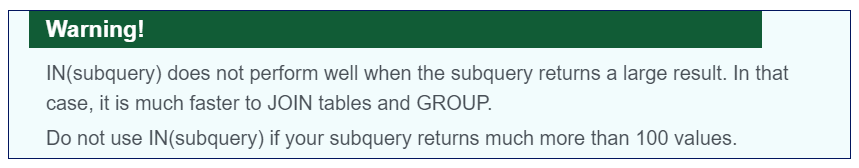 Warning!
IN(subquery) does not perform well when the subquery returns a large result. In that
case, it is much faster to JOIN tables and GROUP.
Do not use IN(subquery) if your subquery returns much more than 100 values.